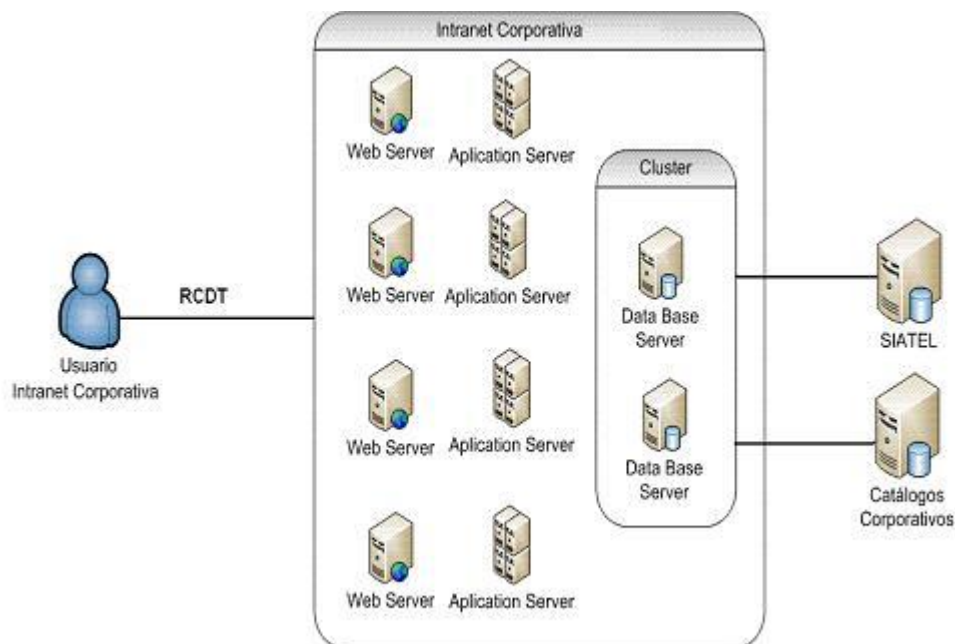 Intranet Corporativa
Web Server
Aplication Server
Cluster
Web Server
Aplication Server
Data Base
Server
RCDT
Usuario
Intranet Corporativa
SIATEL
Web Server
Aplication Server
Data Base
Server
Catálogos
Corporativos
Web Server
Aplication Server